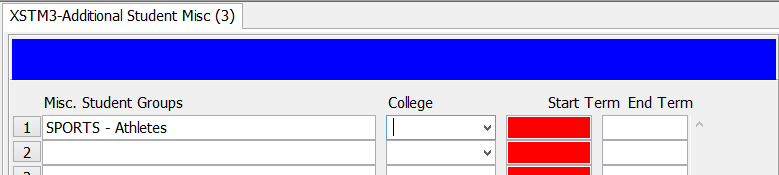 XSTM3-Additional Student Misc (3)
Misc. Student Groups College Start Term End Term
1 SPORTS - Athletes
2